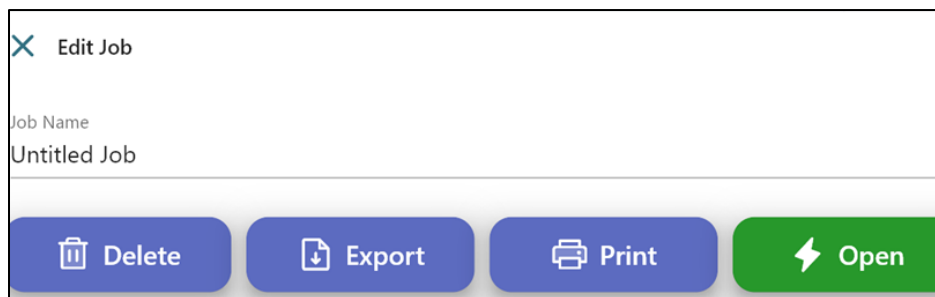 Edit Job
Job Name
Untitled Job
Delete Export Print Open